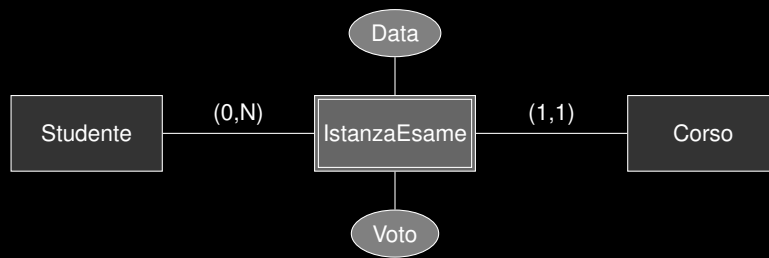 Data
(0,N)
(1,1)
Studente
IstanzaEsame
Corso
Voto